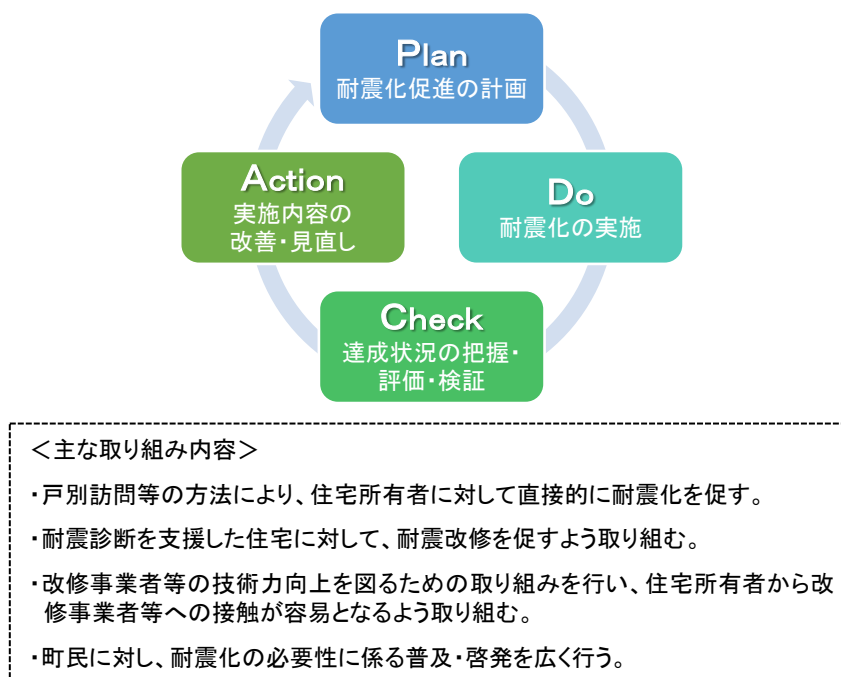 Plan
耐震化促進の計画
Do
耐震化の実施
Check
達成状況の把握・
評価・検証
Action
実施内容の
改善・見直し
＜主な取り組み内容＞
・戸別訪問等の方法により、住宅所有者に対して直接的に耐震化を促す。
・耐震診断を支援した住宅に対して、耐震改修を促すよう取り組む。
・改修事業者等の技術力向上を図るための取り組みを行い、住宅所有者から改
修事業者等への接触が容易となるよう取り組む。
・町民に対し、耐震化の必要性に係る普及・啓発を広く行う。